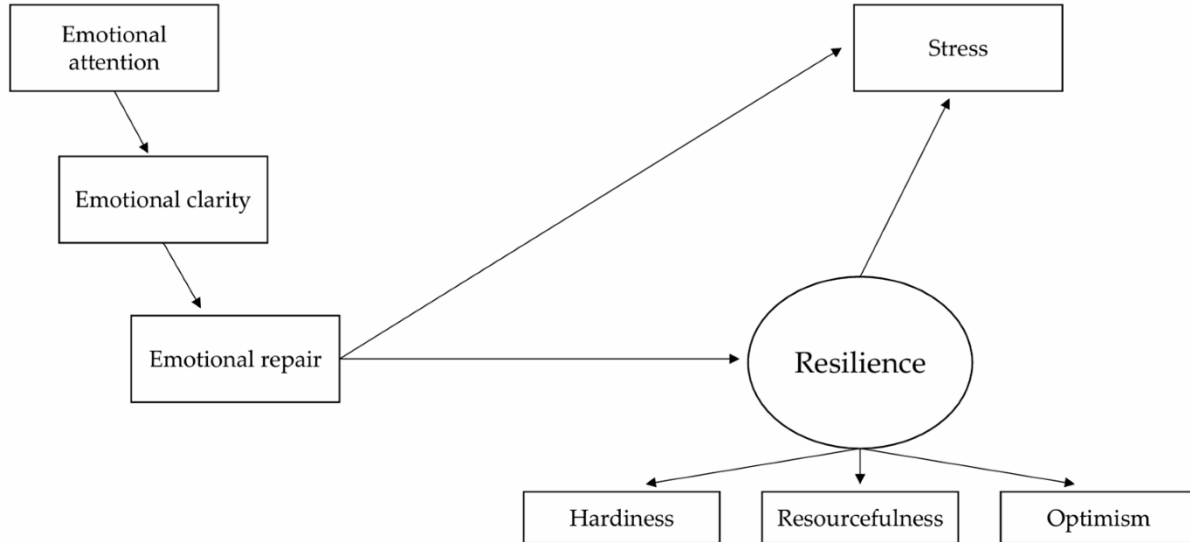 Emotional
attention
Stress
Emotional clarity
Emotional repair
Resilience
Hardiness
Resourcefulness
Optimism